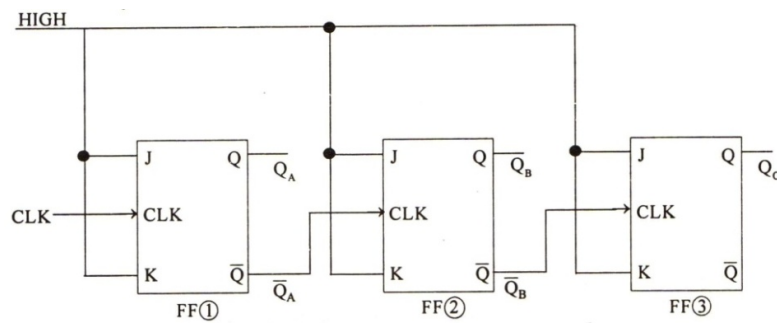 HIGH
J Q Q_A J Q Q_B J Q Q_C
CLK CLK CLK CLK
K Q̅ Q̅_A K Q̅ Q̅_B K Q̅
FF① FF② FF③